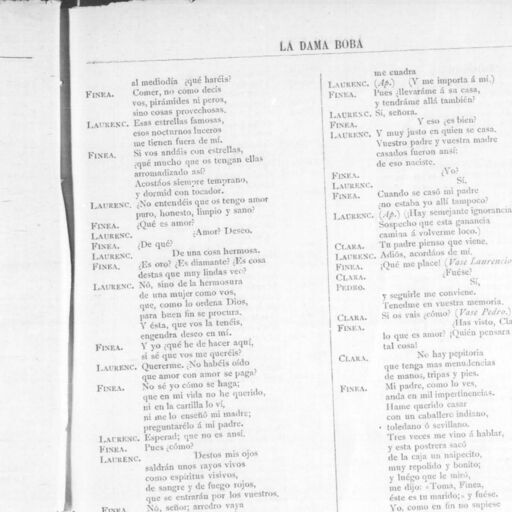 LA DAMA BOBA
al mediodía ¿qué haréis?
FINEA. Comer, no como decís
vos, pirámides ni peros,
sino cosas provechosas.
LAURENC. Esas estrellas famosas,
esos nocturnos luceros
me tienen fuera de mí.
FINEA. Si vos andáis con estrellas,
¿qué mucho que os tengan ellas
arromadizado así?
Acostáos siempre temprano,
y dormid con tocador.
LAURENC. ¿No entendéis que os tengo amor
puro, honesto, limpio y sano?
FINEA. ¿Qué es amor?
LAURENC. ¿Amor? Deseo.
FINEA. ¿De qué?
LAURENC. De una cosa hermosa.
FINEA. ¿Es oro? ¿Es diamante? ¿Es cosa
destas que muy lindas veo?
LAURENC. Nó, sino de la hermosura
de una mujer como vos,
que, como lo ordena Dios,
para buen fin se procura.
Y ésta, que vos la tenéis,
engendra deseo en mí.
FINEA. Y yo ¿qué he de hacer aquí,
si sé que vos me queréis?
LAURENC. Quererme. ¿No habéis oído
que amor con amor se paga?
FINEA. No sé yo cómo se haga;
que en mi vida no he querido,
ni en la cartilla lo ví,
ni me lo enseñó mi madre;
preguntarélo á mi padre.
LAURENC. Esperad; que no es ansí.
FINEA. Pues ¿cómo?
LAURENC. Destos mis ojos
saldrán unos rayos vivos
como espíritus visivos,
de sangre y de fuego rojos,
que se entrarán por los vuestros.
FINEA. Nó, señor; arredro vaya
me cuadra
LAURENC. (Ap.) (Y me importa á mí.)
FINEA. Pues ¿llevaráme á su casa,
y tendráme allá también?
LAURENC. Sí, señora.
FINEA. Y eso ¿es bien?
LAURENC. Y muy justo en quien se casa.
Vuestro padre y vuestra madre
casados fueron ansí:
de eso naciste.
FINEA. ¿Yo?
LAURENC. Sí.
FINEA. Cuando se casó mi padre
¿no estaba yo allí tampoco?
LAURENC. (Ap.) (¡Hay semejante ignorancia
Sospecho que esta ganancia
camina á volverme loco.)
CLARA. Tu padre pienso que viene.
LAURENC. Adiós, acordáos de mí.
FINEA. ¡Qué me place! (Vase Laurencio
CLARA. ¿Fuése?
PEDRO. Sí,
y seguirle me conviene.
Tenedme en vuestra memoria.
CLARA. Si os vais ¿cómo? (Vase Pedro.)
FINEA. ¿Has visto, Cla
lo que es amor? ¡Quién pensara
tal cosa!
CLARA. No hay pepitoria
que tenga mas menudencias
de manos, tripas y pies.
FINEA. Mi padre, como lo ves,
anda en mil impertinencias.
Hame querido casar
con un caballero indiano,
toledano ó sevillano.
Tres veces me vino á hablar,
y esta postrera sacó
de la caja un naipecito,
muy repolido y bonito;
y luégo que le miró,
me dijo: «Toma, Finea,
éste es tu marido;» y fuése.
Yo, como en fin no supiese